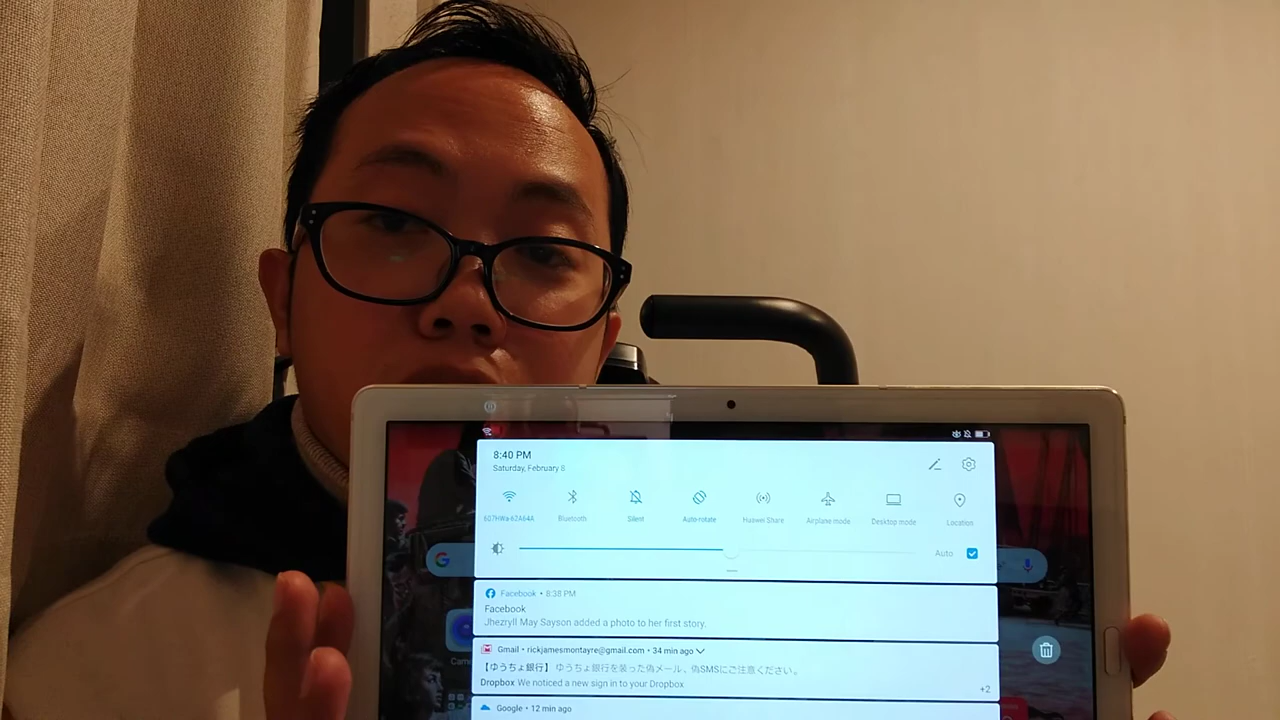 8:40 PM
Saturday, February 8
607HWa-62A64A
Bluetooth
Silent
Auto-rotate
Huawei Share
Airplane mode
Desktop mode
Location
Auto
Facebook • 8:38 PM
Facebook
Jhezryll May Sayson added a photo to her first story.
Gmail • rickjamesmontayre@gmail.com • 34 min ago
【ゆうちょ銀行】 ゆうちょ銀行を装った偽メール、偽SMSにご注意ください。
Dropbox We noticed a new sign in to your Dropbox
+2
Google • 12 min ago